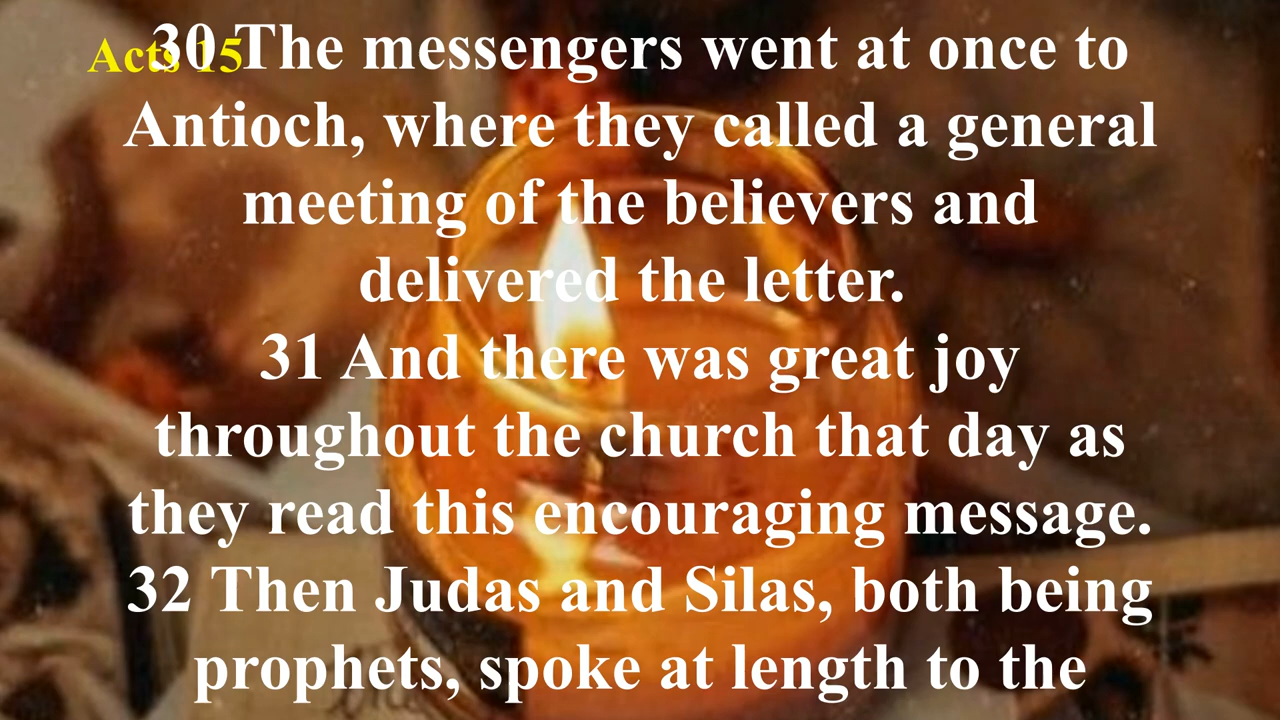 Acts 15
30 The messengers went at once to
Antioch, where they called a general
meeting of the believers and
delivered the letter.
31 And there was great joy
throughout the church that day as
they read this encouraging message.
32 Then Judas and Silas, both being
prophets, spoke at length to the